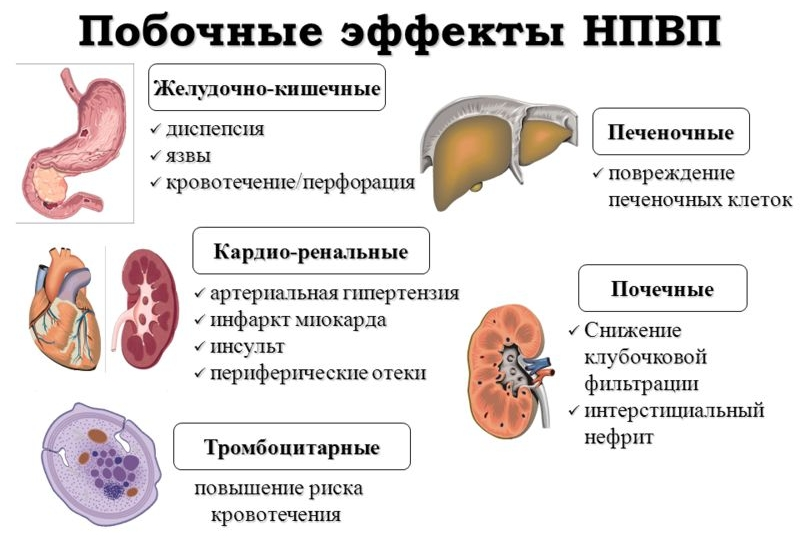 Побочные эффекты НПВП
Желудочно-кишечные
✓ диспепсия
✓ язвы
✓ кровотечение/перфорация
Печеночные
✓ повреждение
печеночных клеток
Кардио-ренальные
✓ артериальная гипертензия
✓ инфаркт миокарда
✓ инсульт
✓ периферические отеки
Почечные
✓ Снижение
клубочковой
фильтрации
✓ интерстициальный
нефрит
Тромбоцитарные
повышение риска
кровотечения